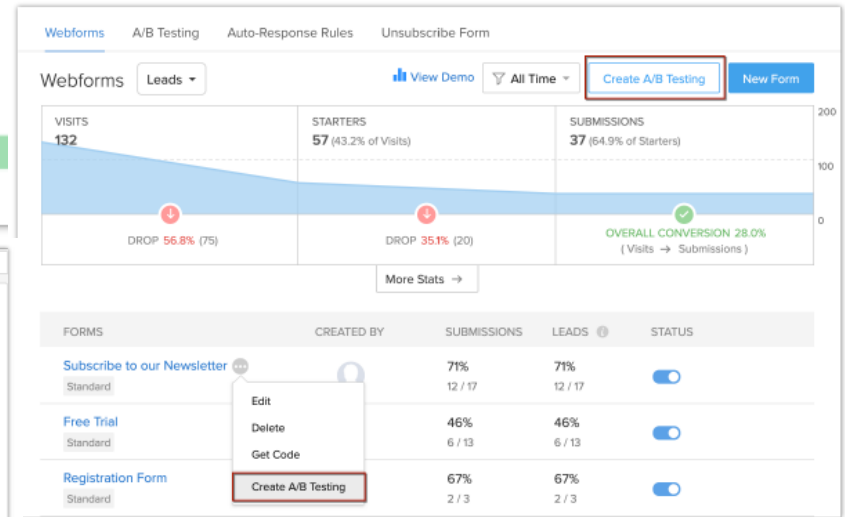 Webforms A/B Testing Auto-Response Rules Unsubscribe Form
Webforms Leads View Demo All Time Create A/B Testing New Form
VISITS STARTERS SUBMISSIONS 200
132 57 (43.2% of Visits) 37 (64.9% of Starters)
100
0
DROP 56.8% (75) DROP 35.1% (20) OVERALL CONVERSION 28.0%
( Visits → Submissions )
More Stats →
FORMS CREATED BY SUBMISSIONS LEADS STATUS
Subscribe to our Newsletter 71% 71%
Standard 12 / 17 12 / 17
Edit
Free Trial Delete 46% 46%
Standard 6 / 13 6 / 13
Get Code
Registration Form Create A/B Testing 67% 67%
Standard 2 / 3 2 / 3